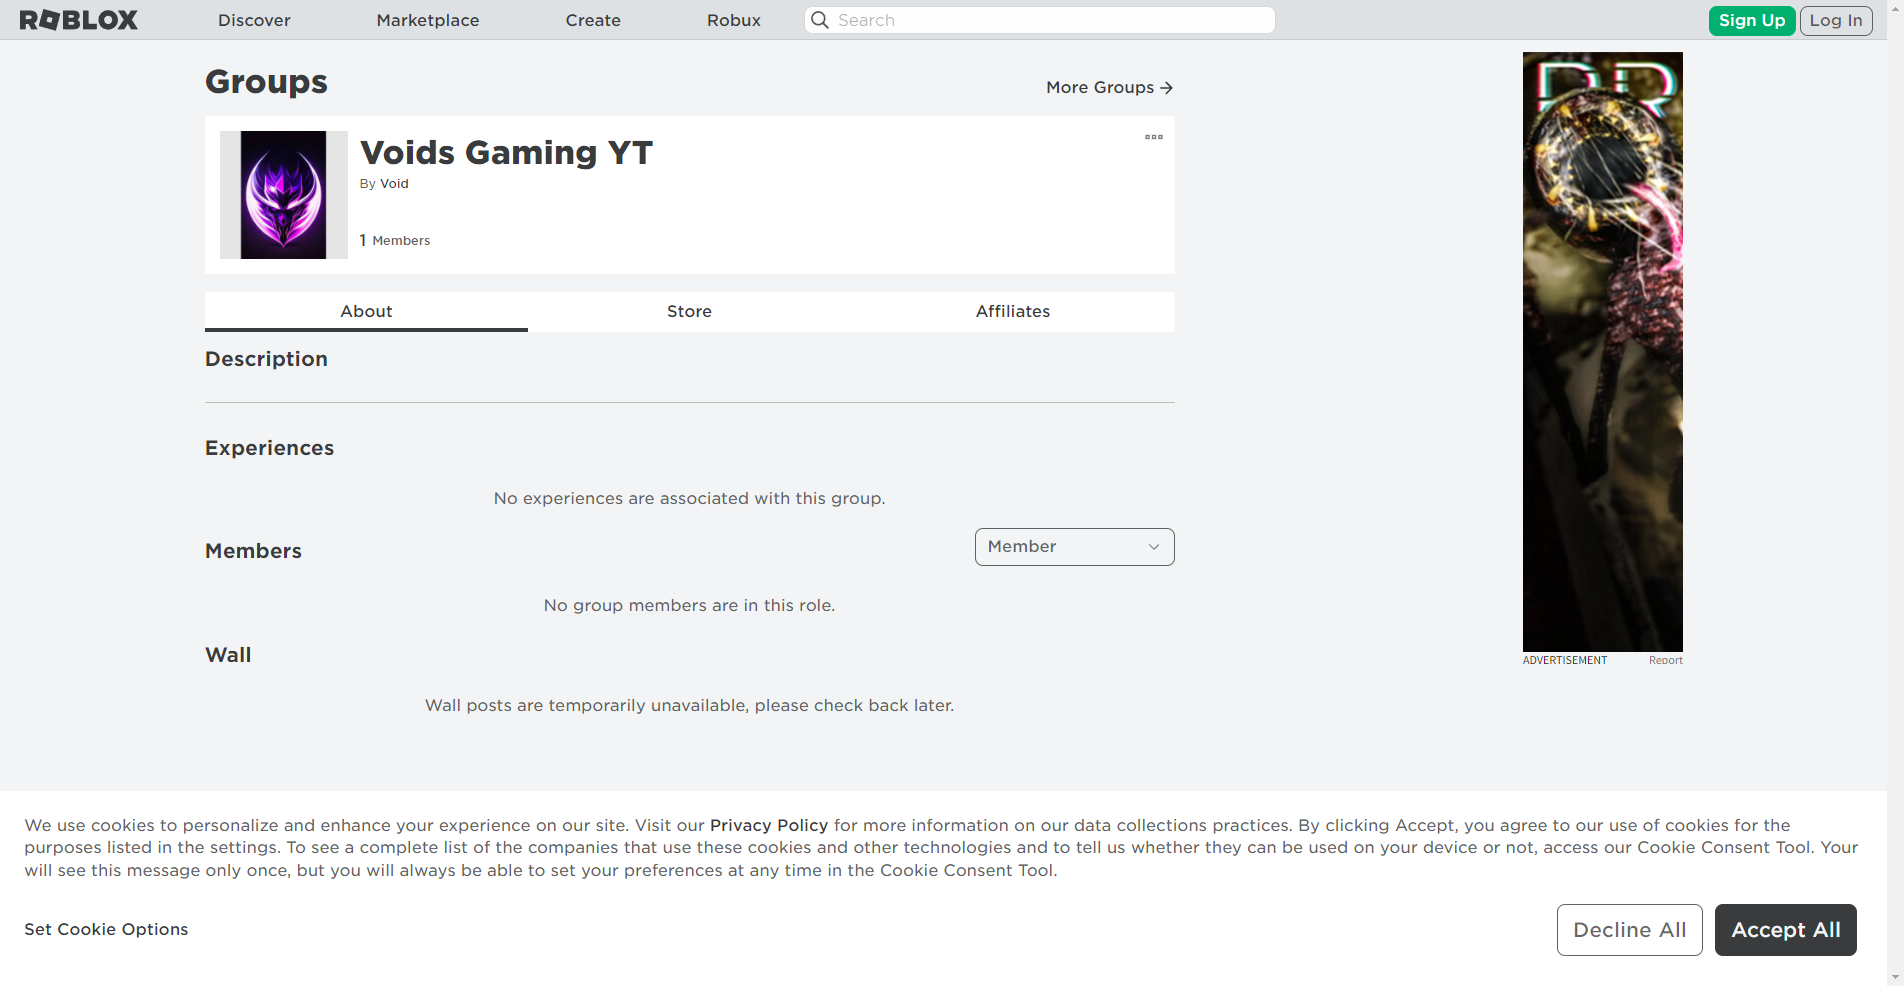 ROBLOX
Discover
Marketplace
Create
Robux
Search
Sign Up
Log In
Groups
More Groups
Voids Gaming YT
By Void
1 Members
About
Store
Affiliates
Description
Experiences
No experiences are associated with this group.
Members
Member
No group members are in this role.
Wall
Wall posts are temporarily unavailable, please check back later.
ADVERTISEMENT
Report
We use cookies to personalize and enhance your experience on our site. Visit our Privacy Policy for more information on our data collections practices. By clicking Accept, you agree to our use of cookies for the
purposes listed in the settings. To see a complete list of the companies that use these cookies and other technologies and to tell us whether they can be used on your device or not, access our Cookie Consent Tool. Your
will see this message only once, but you will always be able to set your preferences at any time in the Cookie Consent Tool.
Set Cookie Options
Decline All
Accept All